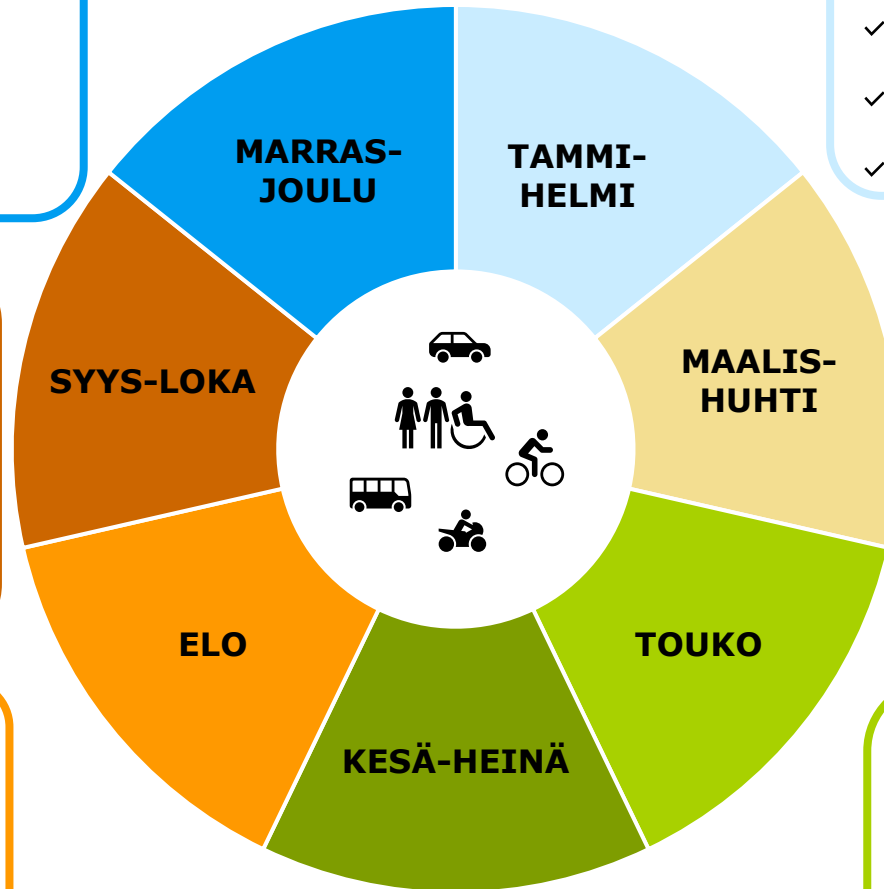 MARRAS-
JOULU
TAMMI-
HELMI
SYYS-LOKA
MAALIS-
HUHTI
ELO
TOUKO
KESÄ-HEINÄ